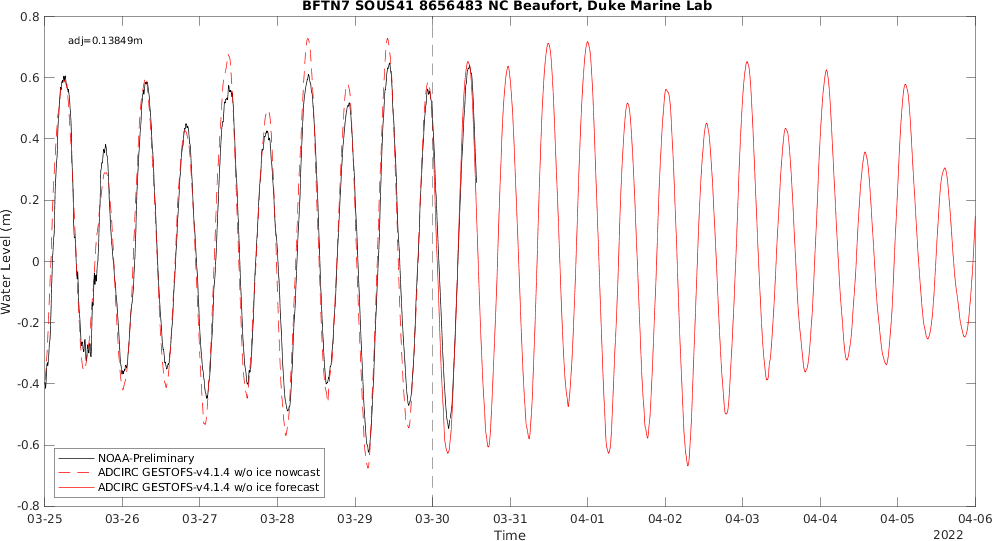 BFTN7 SOUS41 8656483 NC Beaufort, Duke Marine Lab
0.8
adj=0.13849m
0.6
0.4
0.2
0
-0.2
-0.4
-0.6
-0.8
Water Level (m)
NOAA-Preliminary
ADCIRC GESTOFS-v4.1.4 w/o ice nowcast
ADCIRC GESTOFS-v4.1.4 w/o ice forecast
03-25 03-26 03-27 03-28 03-29 03-30 03-31 04-01 04-02 04-03 04-04 04-05 04-06
Time
2022